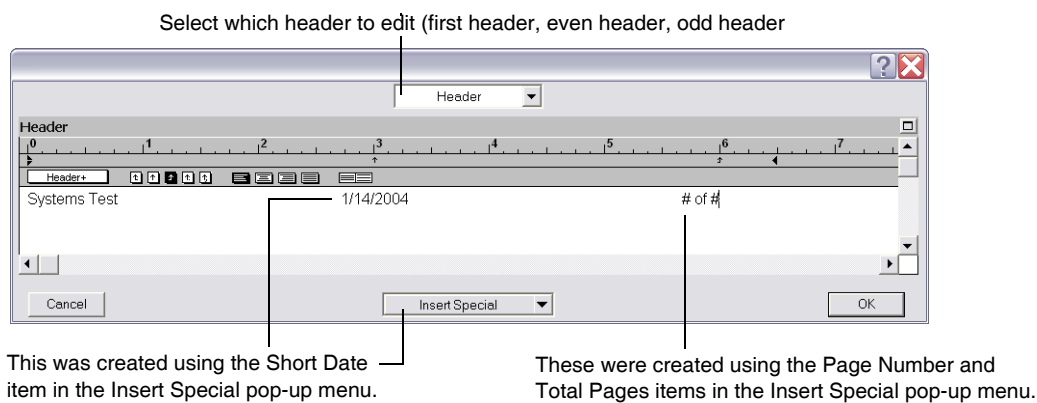 Select which header to edit (first header, even header, odd header
?
Header
Header
0 1 2 3 4 5 6 7
Header+
Systems Test 1/14/2004 # of #
Cancel Insert Special OK
This was created using the Short Date
item in the Insert Special pop-up menu.
These were created using the Page Number and
Total Pages items in the Insert Special pop-up menu.